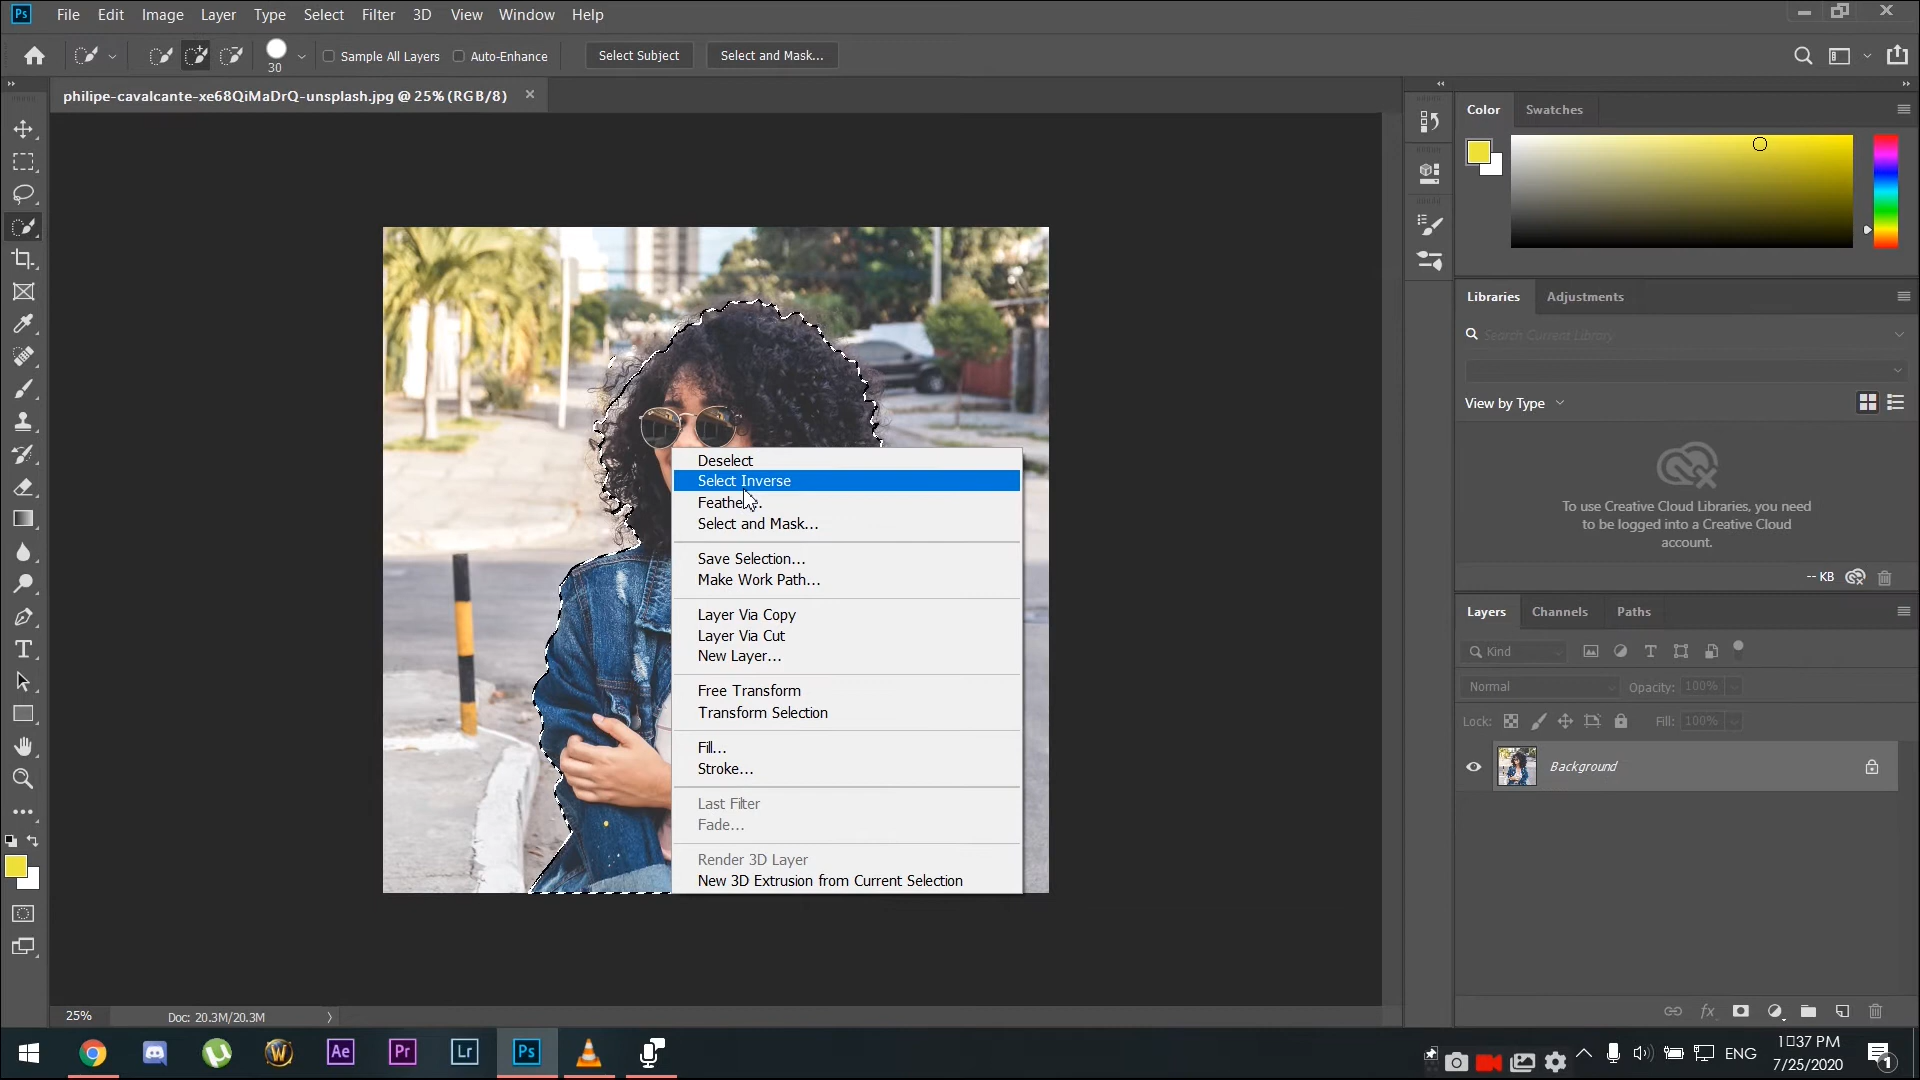 Ps File Edit Image Layer Type Select Filter 3D View Window Help
30 Sample All Layers Auto-Enhance Select Subject Select and Mask...
philipe-cavalcante-xe68QiMaDrQ-unsplash.jpg @ 25% (RGB/8)
Color Swatches
Libraries Adjustments
Search Current Library
View by Type
To use Creative Cloud Libraries, you need
to be logged into a Creative Cloud
account.
-- KB
Deselect
Select Inverse
Select and Mask...
Save Selection...
Make Work Path...
Layer Via Copy
Layer Via Cut
New Layer...
Free Transform
Transform Selection
Fill...
Stroke...
Last Filter
Fade...
Render 3D Layer
New 3D Extrusion from Current Selection
Layers Channels Paths
Kind
Normal Opacity: 100%
Lock: Fill: 100%
Background
25% Doc: 20.3M/20.3M
Ae Pr Lr Ps ENG
1:37 PM
7/25/2020
1